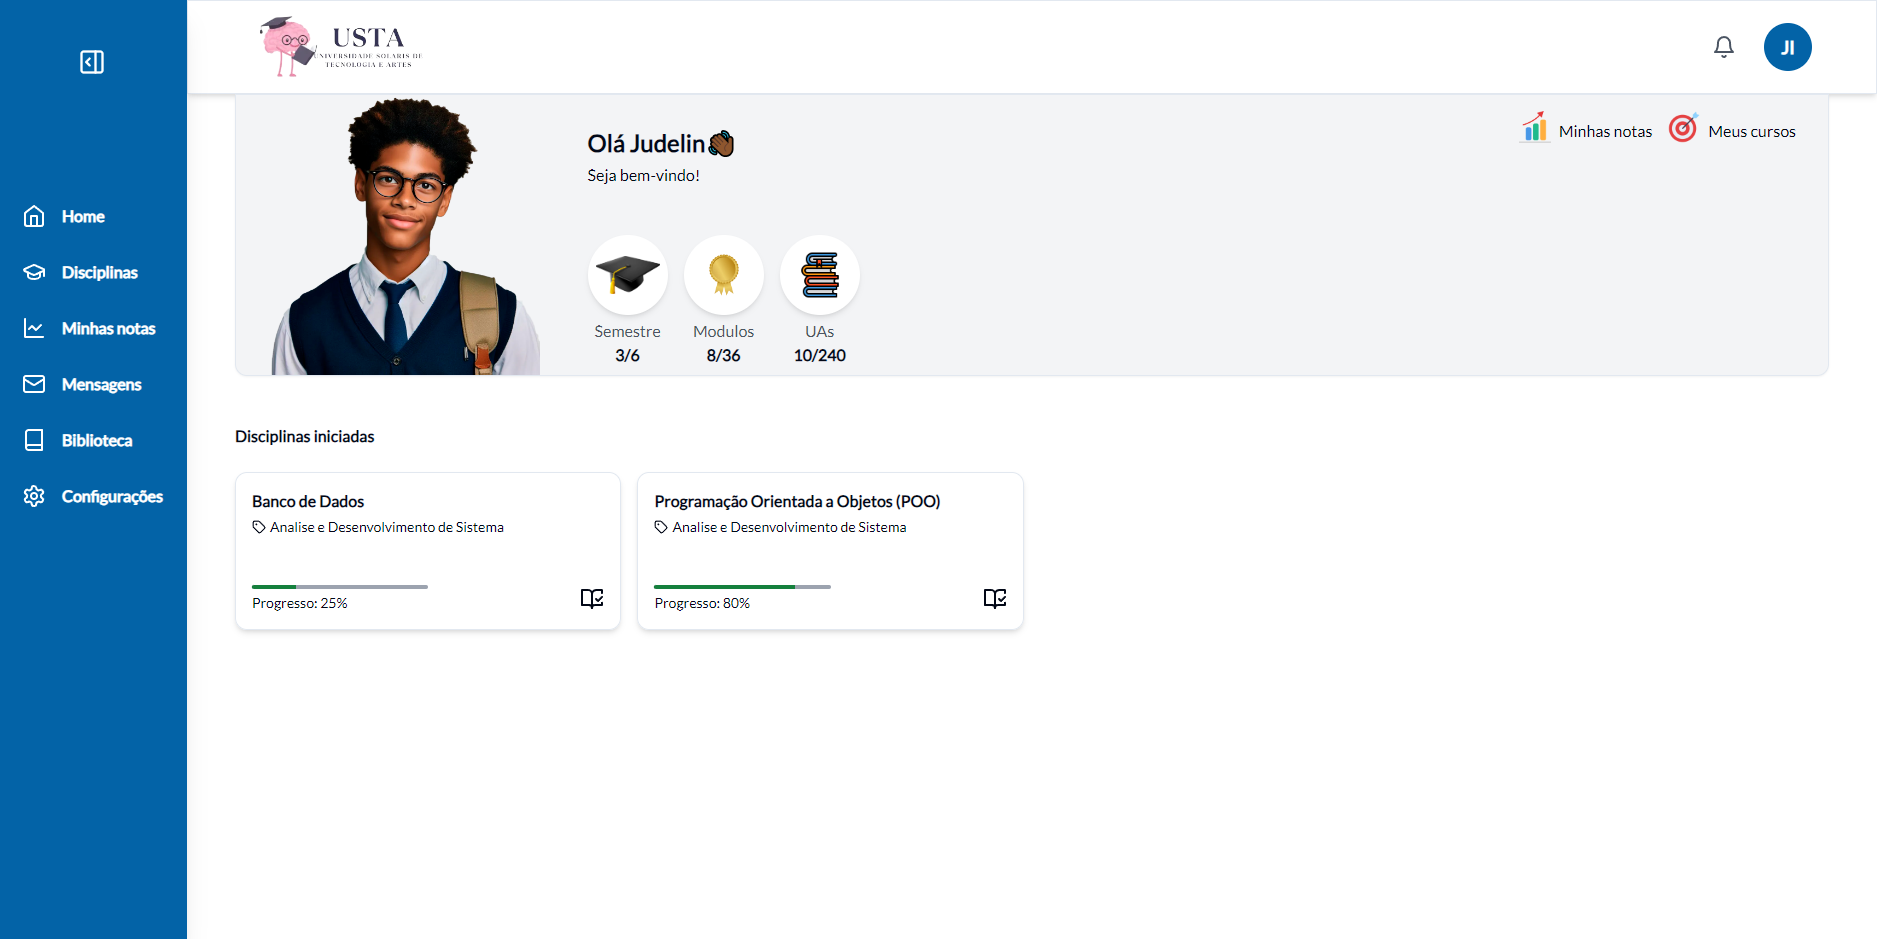 USTA
UNIVERSIDADE SOLARIS DE
TECNOLOGIA E ARTES
JI
Home
Disciplinas
Minhas notas
Mensagens
Biblioteca
Configurações
Olá Judelin
Seja bem-vindo!
Minhas notas
Meus cursos
Semestre
3/6
Modulos
8/36
UAs
10/240
Disciplinas iniciadas
Banco de Dados
Analise e Desenvolvimento de Sistema
Progresso: 25%
Programação Orientada a Objetos (POO)
Analise e Desenvolvimento de Sistema
Progresso: 80%